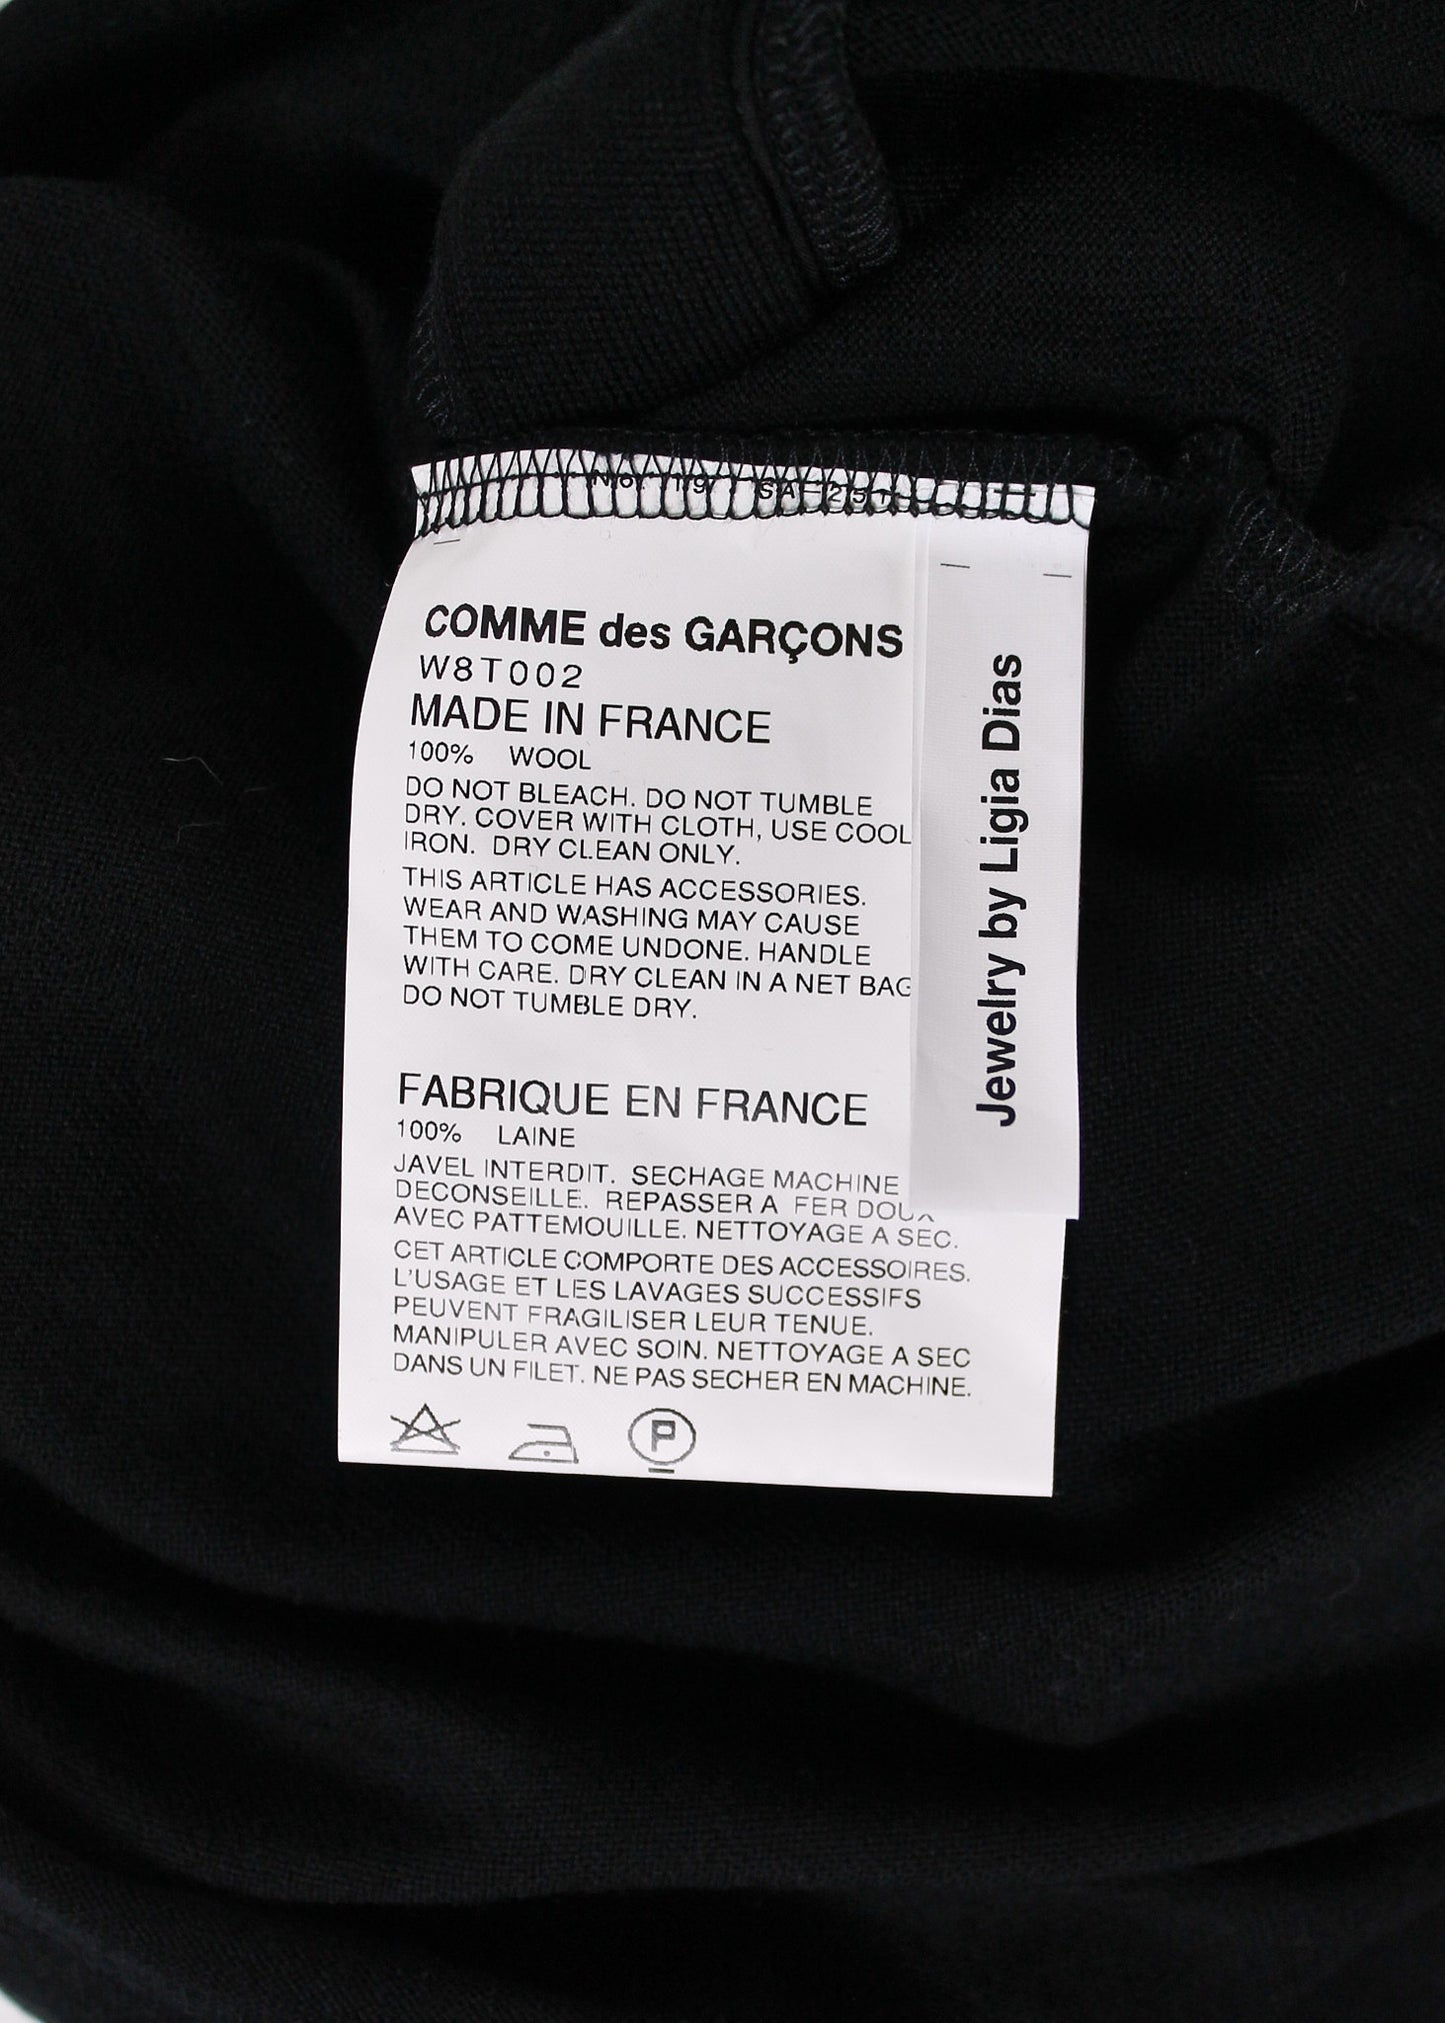 COMME des GARÇONS
W8T002
MADE IN FRANCE
100% WOOL
DO NOT BLEACH. DO NOT TUMBLE
DRY. COVER WITH CLOTH, USE COOL
IRON. DRY CLEAN ONLY.
THIS ARTICLE HAS ACCESSORIES.
WEAR AND WASHING MAY CAUSE
THEM TO COME UNDONE. HANDLE
WITH CARE. DRY CLEAN IN A NET BAG
DO NOT TUMBLE DRY.
FABRIQUE EN FRANCE
100% LAINE
JAVEL INTERDIT. SECHAGE MACHINE
DECONSEILLE. REPASSER A FER DOUX
AVEC PATTEMOUILLE. NETTOYAGE A SEC.
CET ARTICLE COMPORTE DES ACCESSOIRES.
L'USAGE ET LES LAVAGES SUCCESSIFS
PEUVENT FRAGILISER LEUR TENUE.
MANIPULER AVEC SOIN. NETTOYAGE A SEC
DANS UN FILET. NE PAS SECHER EN MACHINE.
P
Jewelry by Ligia Dias